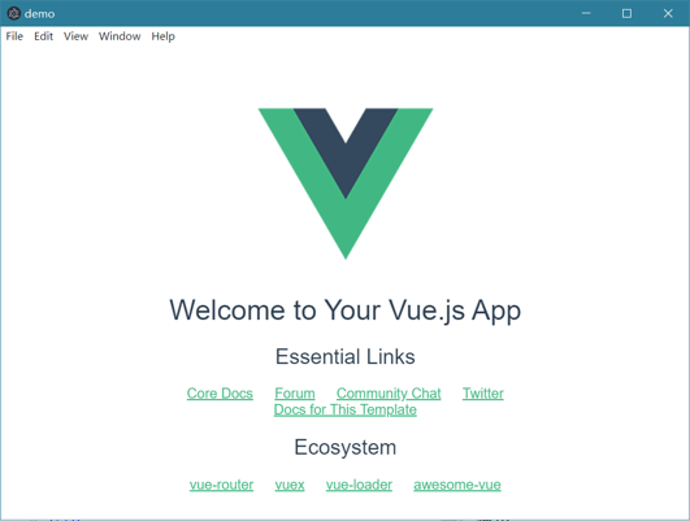 demo
File Edit View Window Help
Welcome to Your Vue.js App
Essential Links
Core Docs Forum Community Chat Twitter
Docs for This Template
Ecosystem
vue-router vuex vue-loader awesome-vue